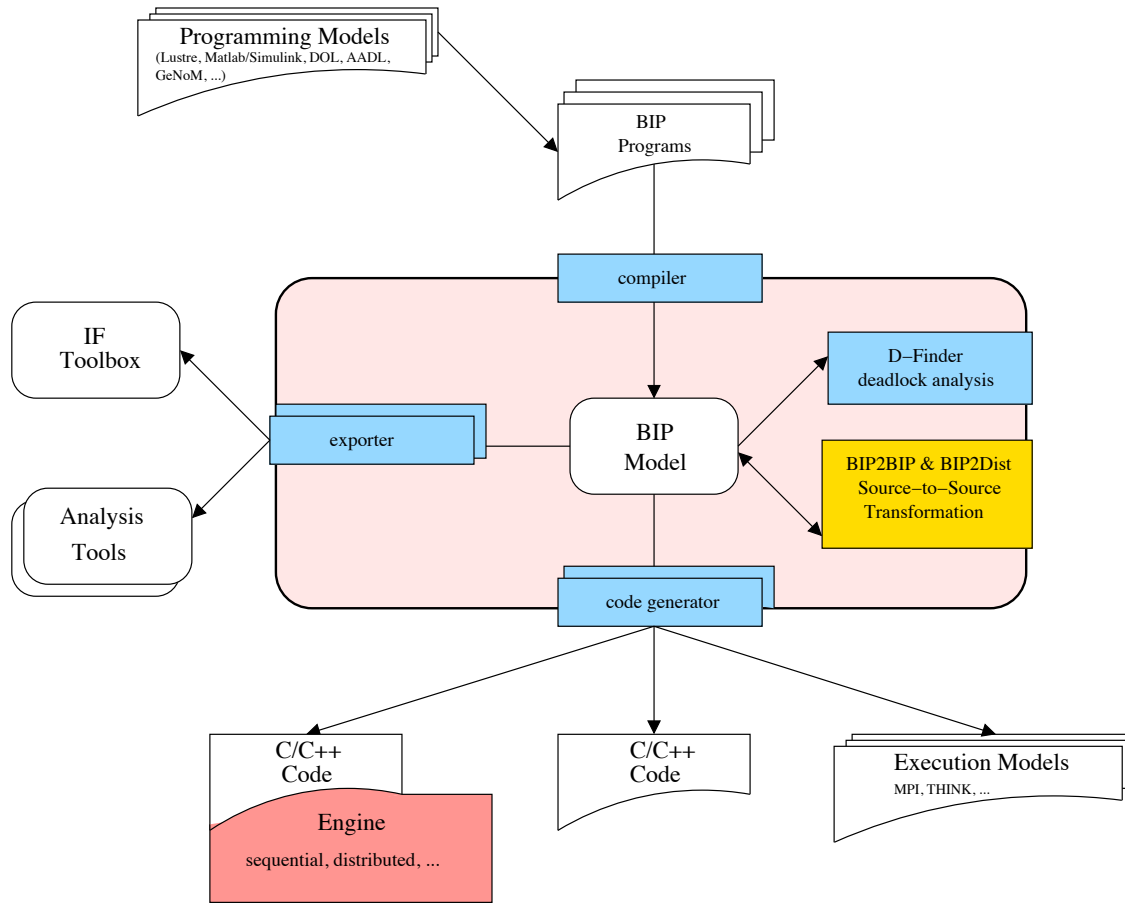 Programming Models
(Lustre, Matlab/Simulink, DOL, AADL,
GeNoM, ...)
BIP
Programs
compiler
IF
Toolbox
D–Finder
deadlock analysis
exporter
BIP
Model
BIP2BIP & BIP2Dist
Source–to–Source
Transformation
Analysis
Tools
code generator
C/C++
Code
Engine
sequential, distributed, ...
C/C++
Code
Execution Models
MPI, THINK, ...